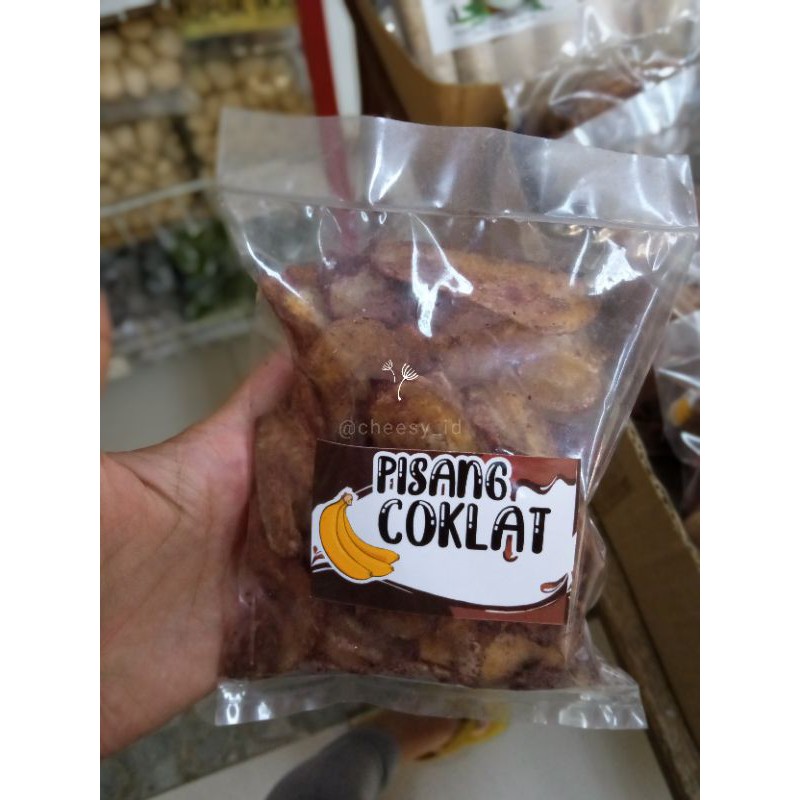 @cheesy_id
PISANG
COKLAT